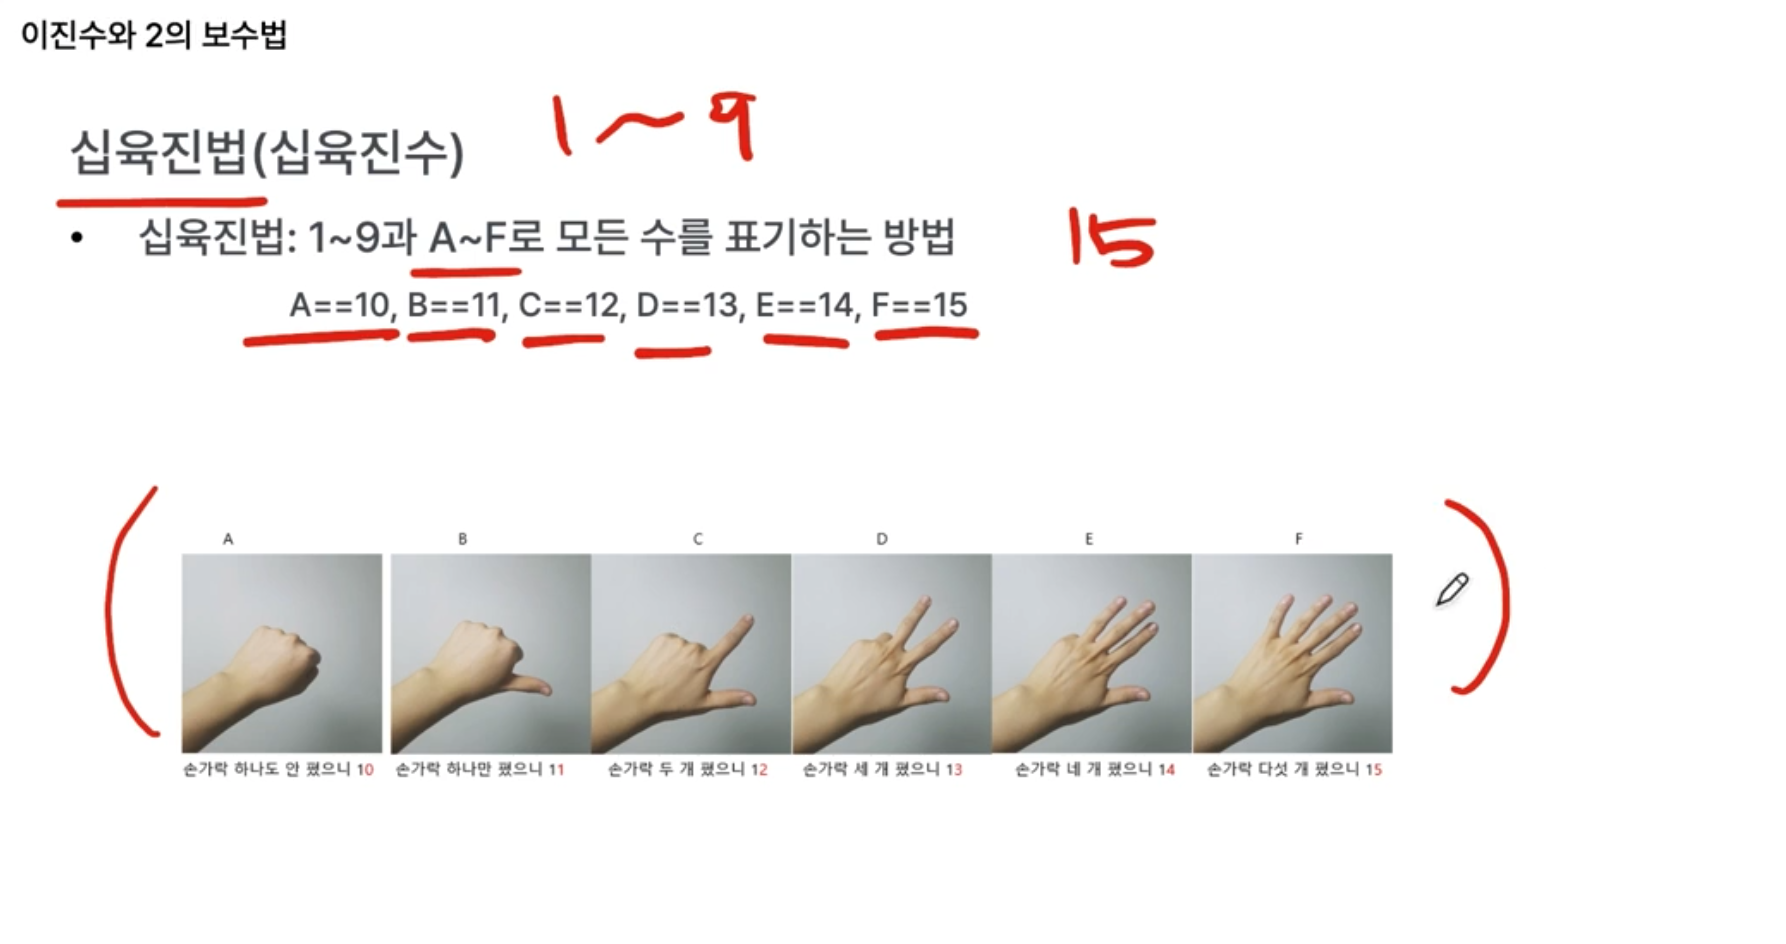 이진수와 2의 보수법
1~9
십육진법(십육진수)
• 십육진법: 1~9과 A~F로 모든 수를 표기하는 방법
15
A==10, B==11, C==12, D==13, E==14, F==15
A B C D E F
손가락 하나도 안 폈으니 10 손가락 하나만 폈으니 11 손가락 두 개 폈으니 12 손가락 세 개 폈으니 13 손가락 네 개 폈으니 14 손가락 다섯 개 폈으니 15